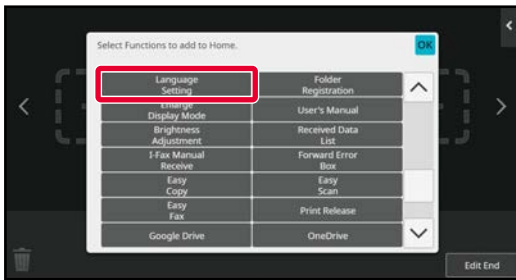 Select Functions to add to Home.
OK
Language
Setting
Folder
Registration
Enlarge
Display Mode
User's Manual
Brightness
Adjustment
Received Data
List
I-Fax Manual
Receive
Forward Error
Box
Easy
Copy
Easy
Scan
Easy
Fax
Print Release
Google Drive
OneDrive
Edit End